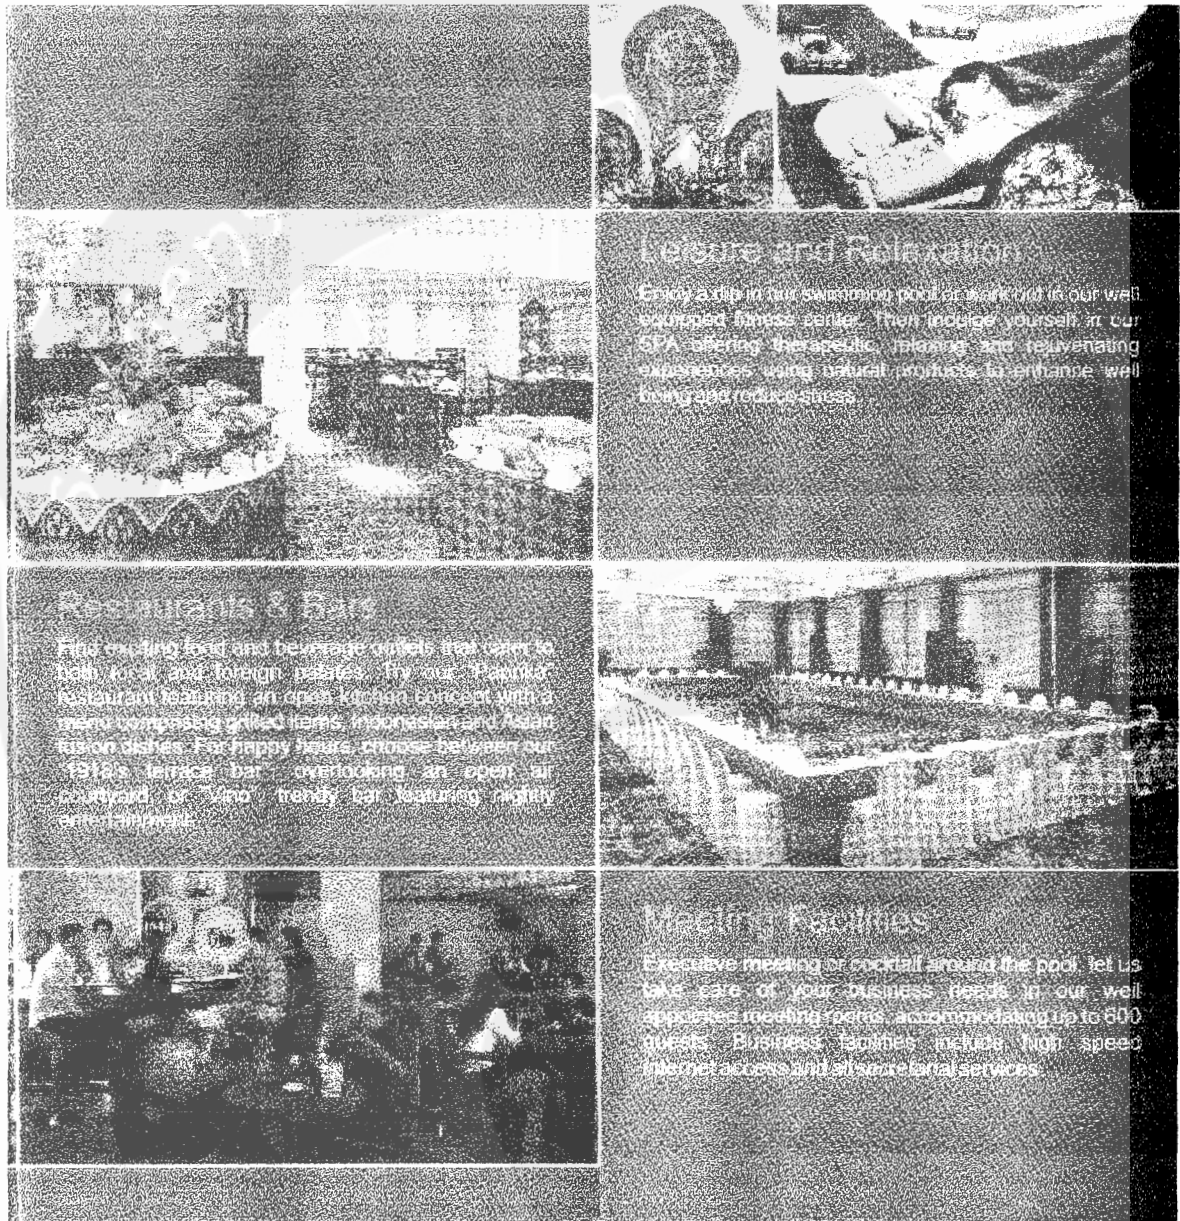 Leisure and Relaxation
Enjoy a dip in our swimming pool or work out in our well
equipped fitness center. Then indulge yourself in our
SPA offering therapeutic, relaxing and rejuvenating
experiences using natural products to enhance well
being and reduce stress.
Restaurants & Bars
Find exciting food and beverage outlets that cater to
both local and foreign palates. Try our "Paprika"
restaurant featuring an open kitchen concept with a
menu comprising grilled items, Indonesian and Asian
fusion dishes. For happy hours, choose between our
"1918's terrace bar" overlooking an open air
courtyard, or "Vino" trendy bar featuring nightly
entertainment.
Meeting Facilities
Executive meeting or cocktail around the pool, let us
take care of your business needs in our well
appointed meeting rooms, accommodating up to 600
guests. Business facilities include high speed
internet access and all secretarial services.